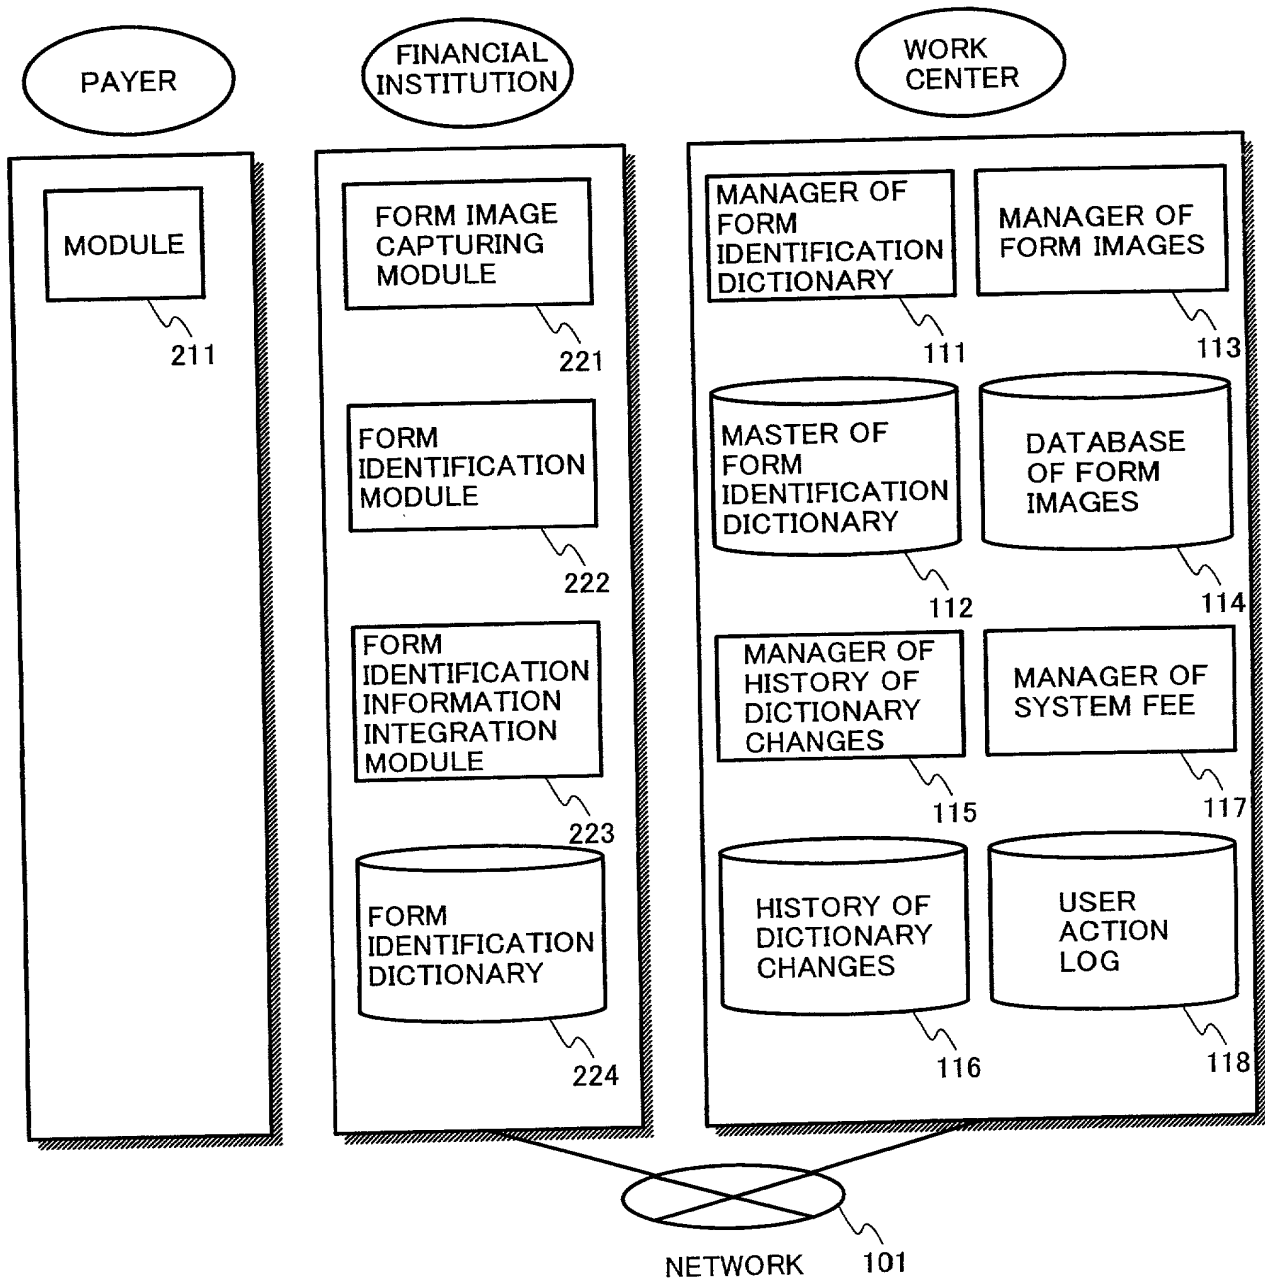 PAYER
FINANCIAL
INSTITUTION
WORK
CENTER
MODULE
211
FORM IMAGE
CAPTURING
MODULE
221
FORM
IDENTIFICATION
MODULE
222
FORM
IDENTIFICATION
INFORMATION
INTEGRATION
MODULE
223
FORM
IDENTIFICATION
DICTIONARY
224
MANAGER OF
FORM
IDENTIFICATION
DICTIONARY
111
MANAGER OF
FORM IMAGES
113
MASTER OF
FORM
IDENTIFICATION
DICTIONARY
112
DATABASE
OF FORM
IMAGES
114
MANAGER OF
HISTORY OF
DICTIONARY
CHANGES
115
MANAGER OF
SYSTEM FEE
117
HISTORY OF
DICTIONARY
CHANGES
116
USER
ACTION
LOG
118
NETWORK
101